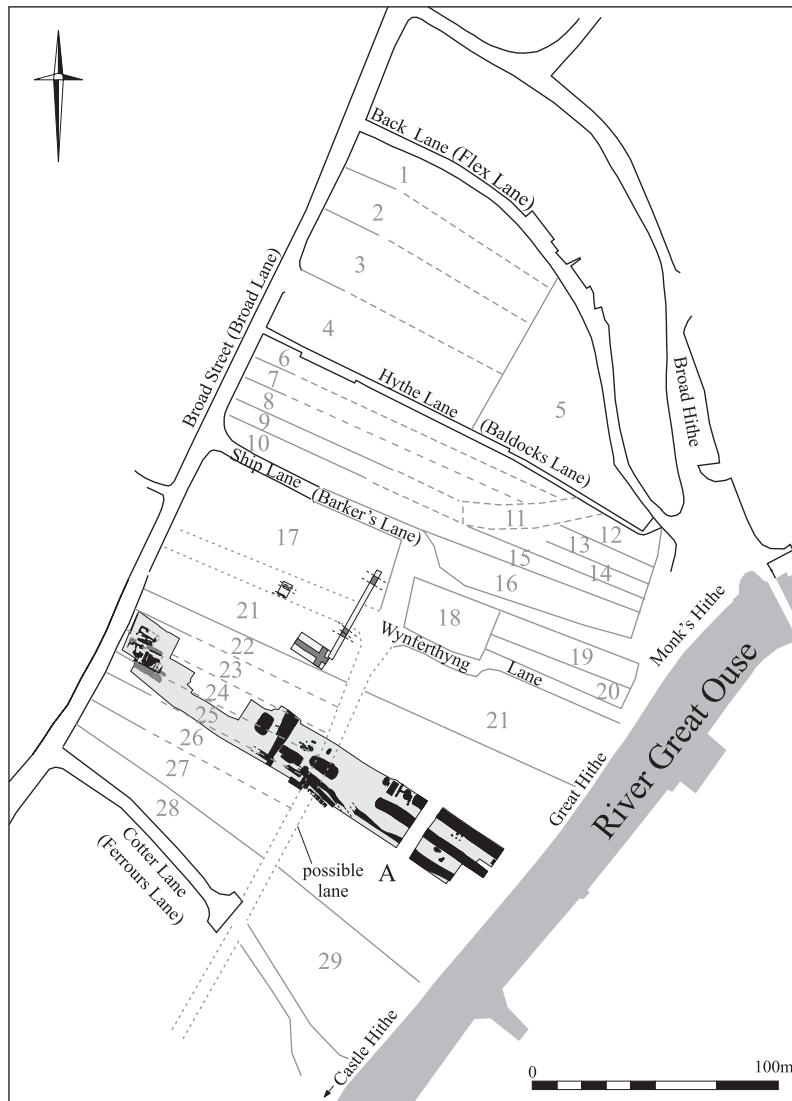 Back Lane (Flex Lane)
1
2
3
4
5
Broad Street (Broad Lane)
Broad Hithe
6
7
8
9
10
Hythe Lane (Baldocks Lane)
Ship Lane (Barker's Lane)
11
12
13
14
15
16
17
18
Wynferthyng Lane
19
20
Monk's Hithe
21
21
22
23
24
25
26
27
28
Great Hithe
River Great Ouse
Cotter Lane
(Ferrours Lane)
possible
lane
A
29
Castle Hithe
0
100m